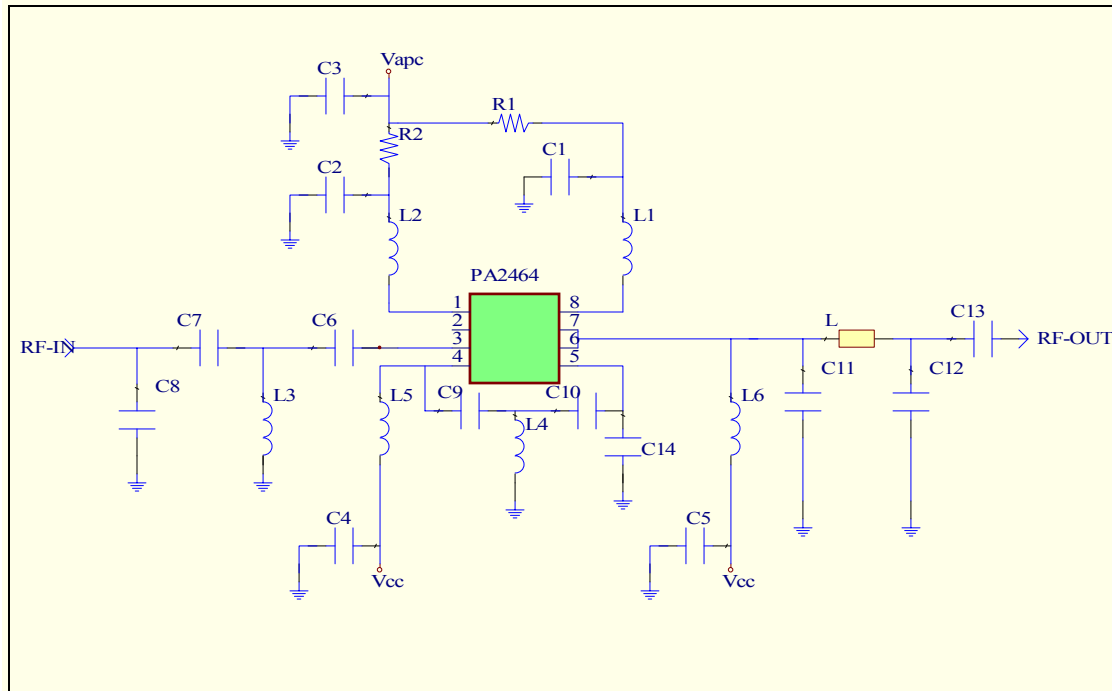 Vapc
C3
R1
R2
C1
C2
L2
L1
PA2464
1
8
2
7
3
6
4
5
RF-IN
C7
C6
L
C13
RF-OUT
C8
L3
L5
C9
C10
L4
L6
C11
C12
C14
C4
C5
Vcc
Vcc